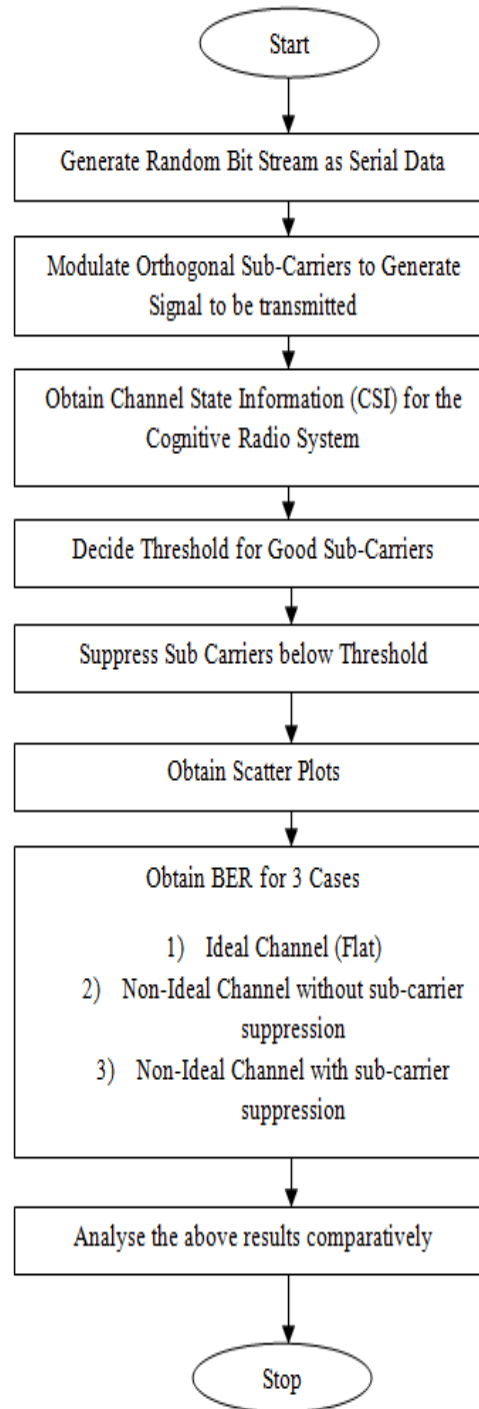 Start
Generate Random Bit Stream as Serial Data
Modulate Orthogonal Sub-Carriers to Generate
Signal to be transmitted
Obtain Channel State Information (CSI) for the
Cognitive Radio System
Decide Threshold for Good Sub-Carriers
Suppress Sub Carriers below Threshold
Obtain Scatter Plots
Obtain BER for 3 Cases
1) Ideal Channel (Flat)
2) Non-Ideal Channel without sub-carrier
suppression
3) Non-Ideal Channel with sub-carrier
suppression
Analyse the above results comparatively
Stop